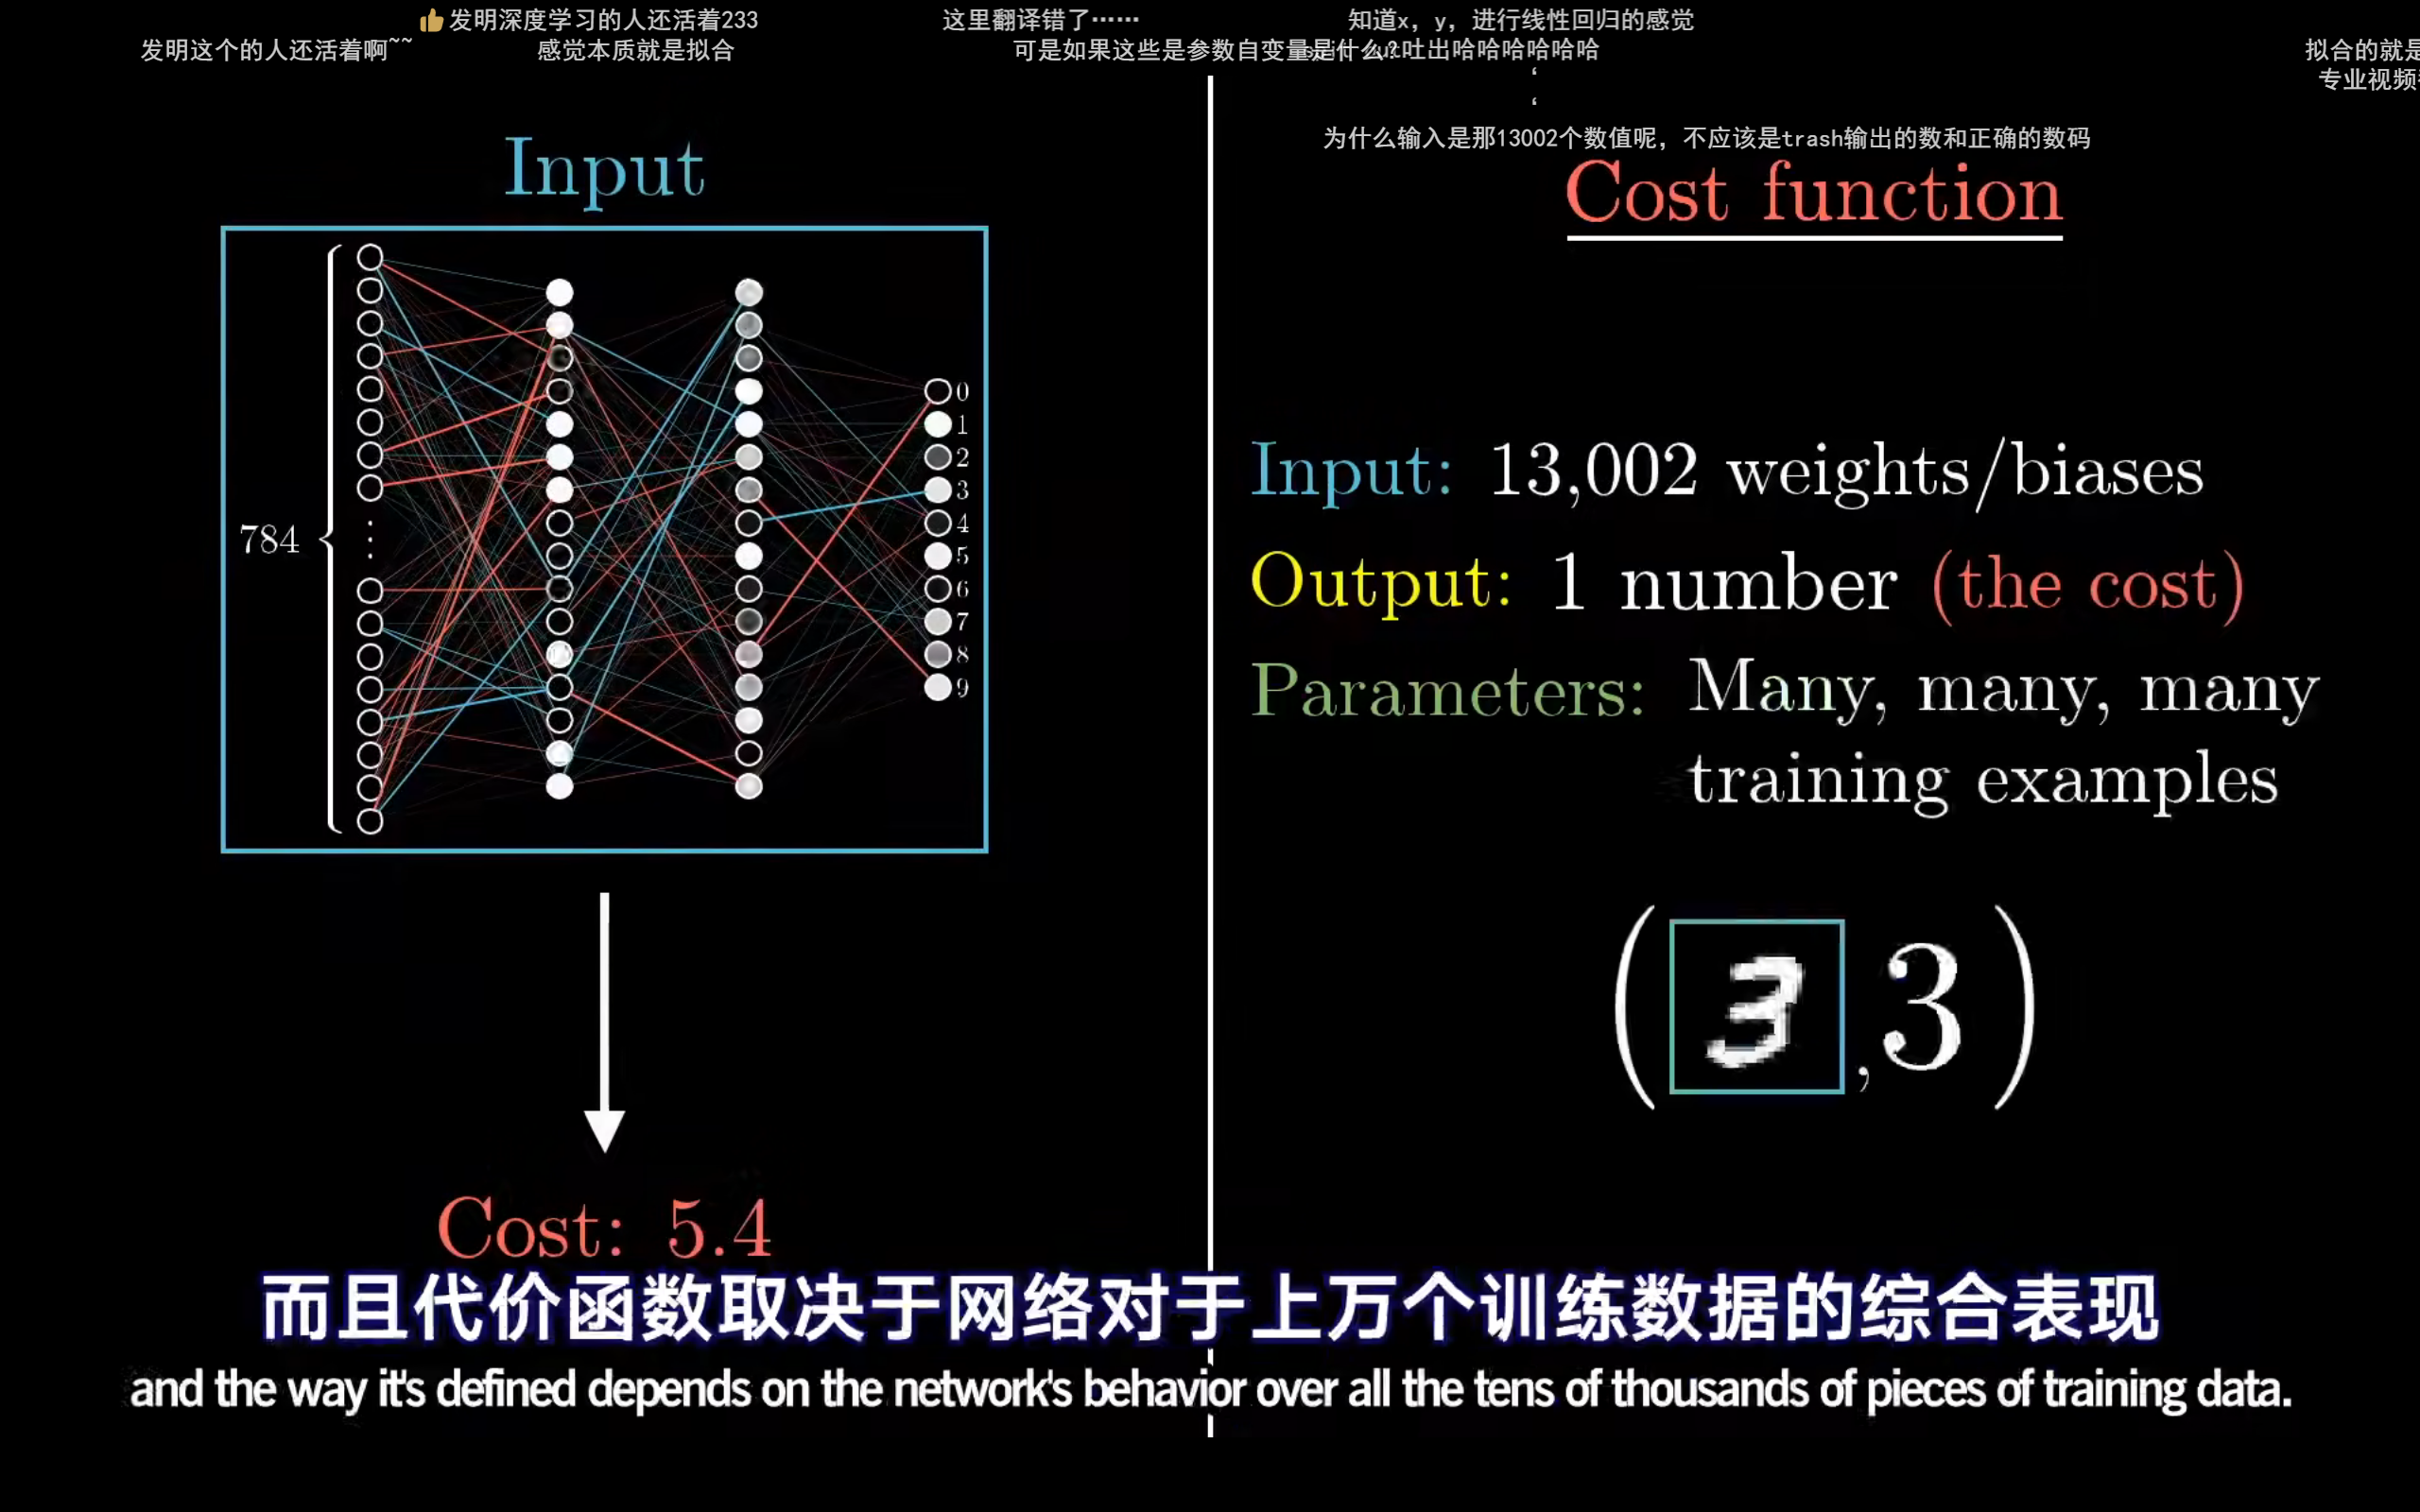 发明深度学习的人还活着233
这里翻译错了……
知道x，y，进行线性回归的感觉
发明这个的人还活着啊~~
感觉本质就是拟合
可是如果这些是参数自变量是什么?
吐出哈哈哈哈哈哈
拟合的就是
专业视频
为什么输入是那13002个数值呢，不应该是trash输出的数和正确的数码
Input
Cost function
784
0
1
2
3
4
5
6
7
8
9
Input: 13,002 weights/biases
Output: 1 number (the cost)
Parameters: Many, many, many
training examples
(3, 3)
Cost: 5.4
而且代价函数取决于网络对于上万个训练数据的综合表现
and the way it's defined depends on the network's behavior over all the tens of thousands of pieces of training data.